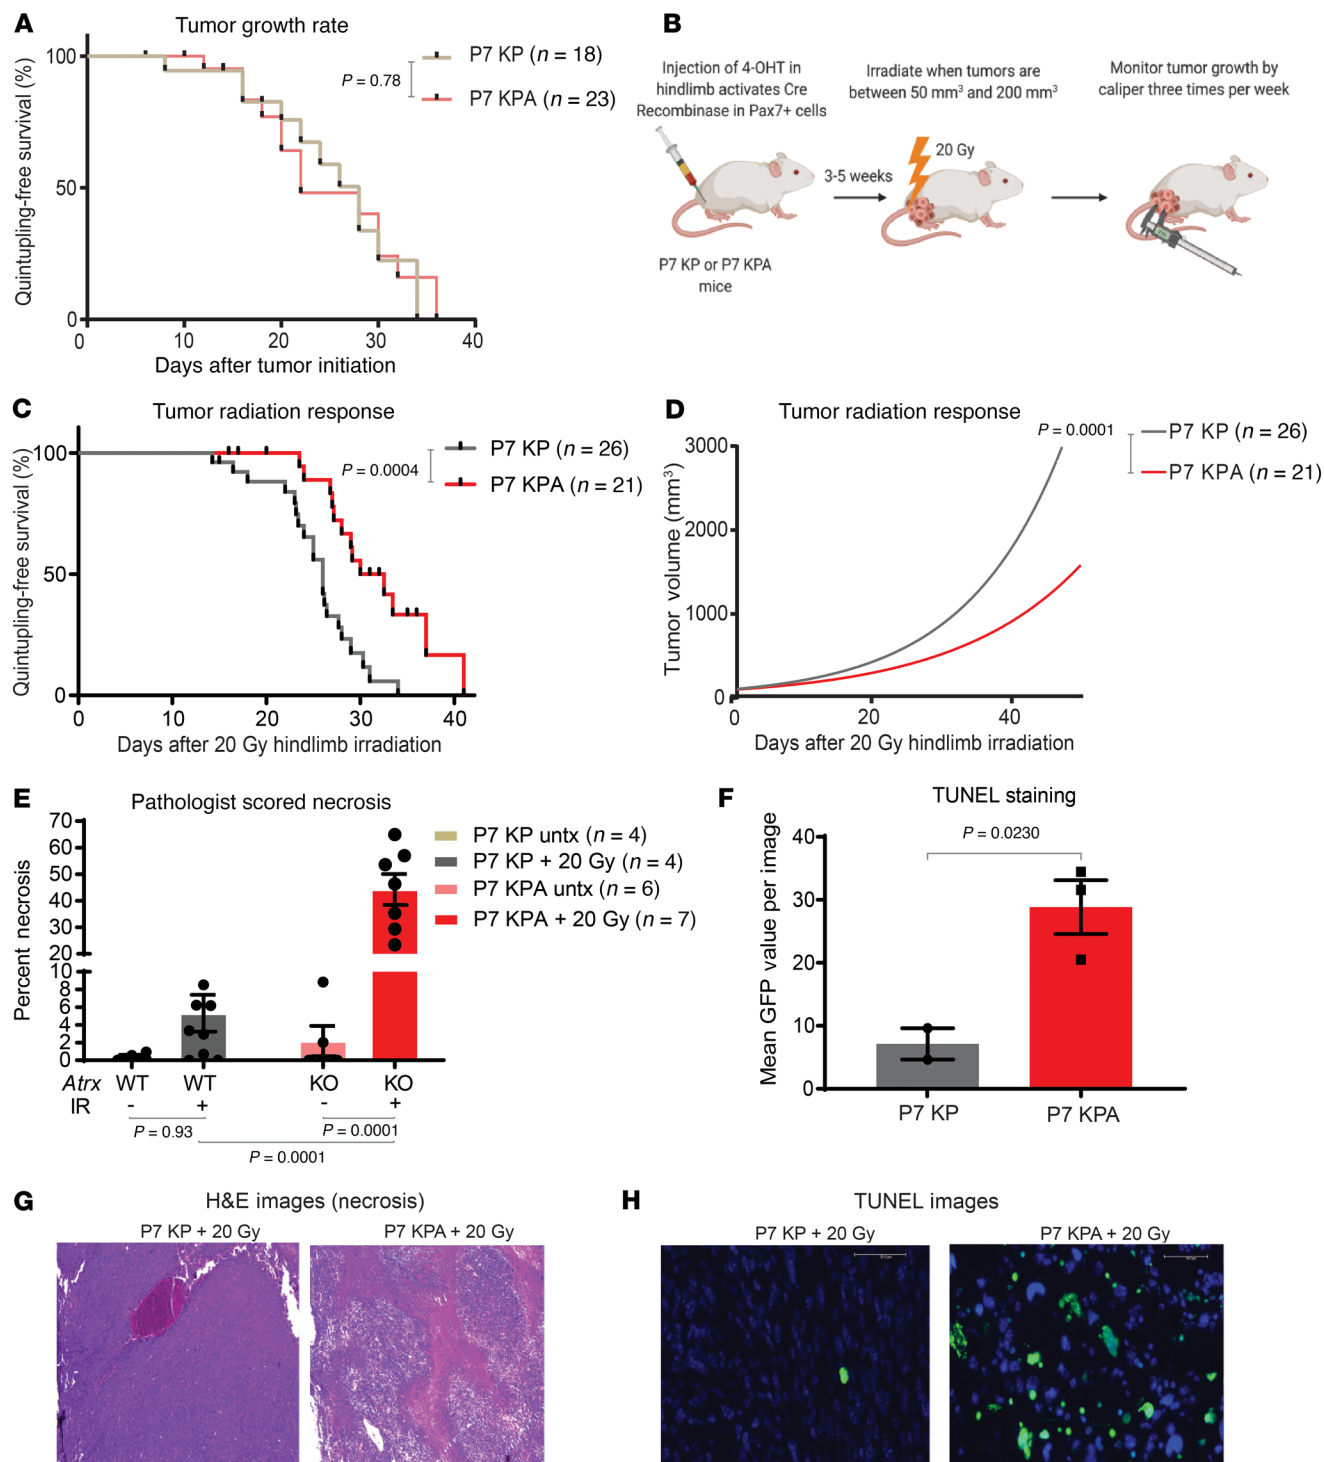 A
Tumor growth rate
Quintupling-free survival (%)
100
50
0
P = 0.78
P7 KP (n = 18)
P7 KPA (n = 23)
0 10 20 30 40
Days after tumor initiation
B
Injection of 4-OHT in
hindlimb activates Cre
Recombinase in Pax7+ cells
Irradiate when tumors are
between 50 mm³ and 200 mm³
Monitor tumor growth by
caliper three times per week
20 Gy
3-5 weeks
P7 KP or P7 KPA
mice
C
Tumor radiation response
Quintupling-free survival (%)
100
50
0
P = 0.0004
P7 KP (n = 26)
P7 KPA (n = 21)
0 10 20 30 40
Days after 20 Gy hindlimb irradiation
D
Tumor radiation response
Tumor volume (mm³)
3000
2000
1000
0
P = 0.0001
P7 KP (n = 26)
P7 KPA (n = 21)
0 20 40
Days after 20 Gy hindlimb irradiation
E
Pathologist scored necrosis
Percent necrosis
70
60
50
40
30
20
10
8
6
4
2
0
P7 KP untx (n = 4)
P7 KP + 20 Gy (n = 4)
P7 KPA untx (n = 6)
P7 KPA + 20 Gy (n = 7)
Atrx WT WT KO KO
IR - + - +
P = 0.93
P = 0.0001
P = 0.0001
F
TUNEL staining
Mean GFP value per image
40
30
20
10
0
P = 0.0230
P7 KP
P7 KPA
G
H&E images (necrosis)
P7 KP + 20 Gy
P7 KPA + 20 Gy
H
TUNEL images
P7 KP + 20 Gy
P7 KPA + 20 Gy